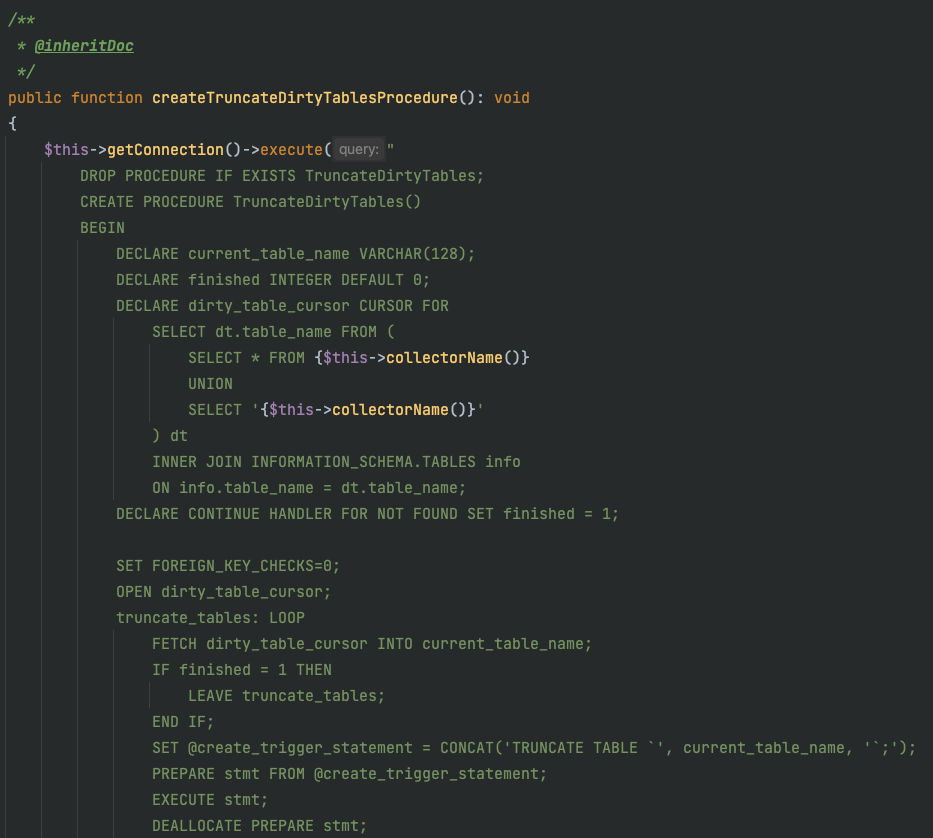 /**
 * @inheritDoc
 */
public function createTruncateDirtyTablesProcedure(): void
{
    $this->getConnection()->execute( query: "
        DROP PROCEDURE IF EXISTS TruncateDirtyTables;
        CREATE PROCEDURE TruncateDirtyTables()
        BEGIN
            DECLARE current_table_name VARCHAR(128);
            DECLARE finished INTEGER DEFAULT 0;
            DECLARE dirty_table_cursor CURSOR FOR
                SELECT dt.table_name FROM (
                    SELECT * FROM {$this->collectorName()}
                    UNION
                    SELECT '{$this->collectorName()}'
                ) dt
                INNER JOIN INFORMATION_SCHEMA.TABLES info
                ON info.table_name = dt.table_name;
            DECLARE CONTINUE HANDLER FOR NOT FOUND SET finished = 1;

            SET FOREIGN_KEY_CHECKS=0;
            OPEN dirty_table_cursor;
            truncate_tables: LOOP
                FETCH dirty_table_cursor INTO current_table_name;
                IF finished = 1 THEN
                    LEAVE truncate_tables;
                END IF;
                SET @create_trigger_statement = CONCAT('TRUNCATE TABLE `', current_table_name, '`;');
                PREPARE stmt FROM @create_trigger_statement;
                EXECUTE stmt;
                DEALLOCATE PREPARE stmt;